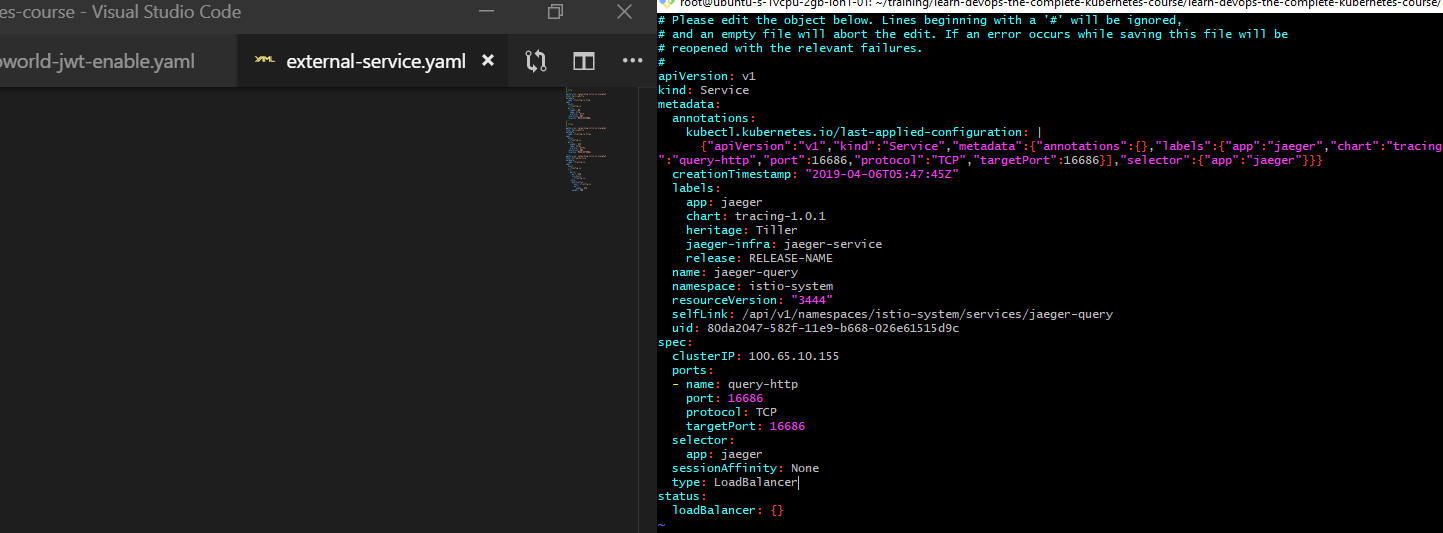 es-course - Visual Studio Code
oworld-jwt-enable.yaml
YAML external-service.yaml
root@ubuntu-s-1vcpu-2gb-lon1-01: ~/training/learn-devops-the-complete-kubernetes-course/learn-devops-the-complete-kubernetes-course/
# Please edit the object below. Lines beginning with a '#' will be ignored,
# and an empty file will abort the edit. If an error occurs while saving this file will be
# reopened with the relevant failures.
#
apiVersion: v1
kind: Service
metadata:
  annotations:
    kubectl.kubernetes.io/last-applied-configuration: |
      {"apiVersion":"v1","kind":"Service","metadata":{"annotations":{},"labels":{"app":"jaeger","chart":"tracing
":"query-http","port":16686,"protocol":"TCP","targetPort":16686}],"selector":{"app":"jaeger"}}}
  creationTimestamp: "2019-04-06T05:47:45Z"
  labels:
    app: jaeger
    chart: tracing-1.0.1
    heritage: Tiller
    jaeger-infra: jaeger-service
    release: RELEASE-NAME
  name: jaeger-query
  namespace: istio-system
  resourceVersion: "3444"
  selfLink: /api/v1/namespaces/istio-system/services/jaeger-query
  uid: 80da2047-582f-11e9-b668-026e61515d9c
spec:
  clusterIP: 100.65.10.155
  ports:
  - name: query-http
    port: 16686
    protocol: TCP
    targetPort: 16686
  selector:
    app: jaeger
  sessionAffinity: None
  type: LoadBalancer
status:
  loadBalancer: {}
~